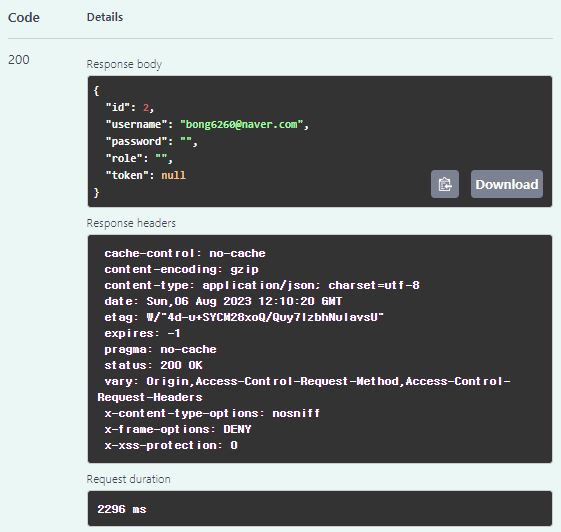 Code Details
200
Response body
{
"id": 2,
"username": "bong6260@naver.com",
"password": "",
"role": "",
"token": null
}
Download
Response headers
cache-control: no-cache
content-encoding: gzip
content-type: application/json; charset=utf-8
date: Sun,06 Aug 2023 12:10:20 GMT
etag: W/"4d-u+SYCM28xoQ/Quy7lzbhNulavsU"
expires: -1
pragma: no-cache
status: 200 OK
vary: Origin,Access-Control-Request-Method,Access-Control-
Request-Headers
x-content-type-options: nosniff
x-frame-options: DENY
x-xss-protection: 0
Request duration
2296 ms